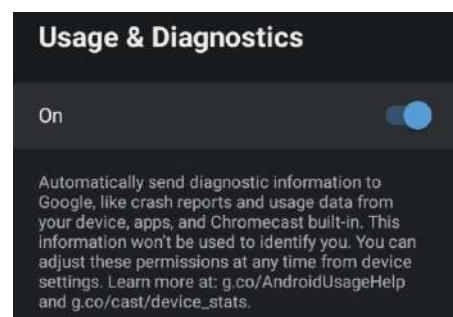 Usage & Diagnostics
On
Automatically send diagnostic information to
Google, like crash reports and usage data from
your device, apps, and Chromecast built-in. This
information won't be used to identify you. You can
adjust these permissions at any time from device
settings. Learn more at: g.co/AndroidUsageHelp
and g.co/cast/device_stats.